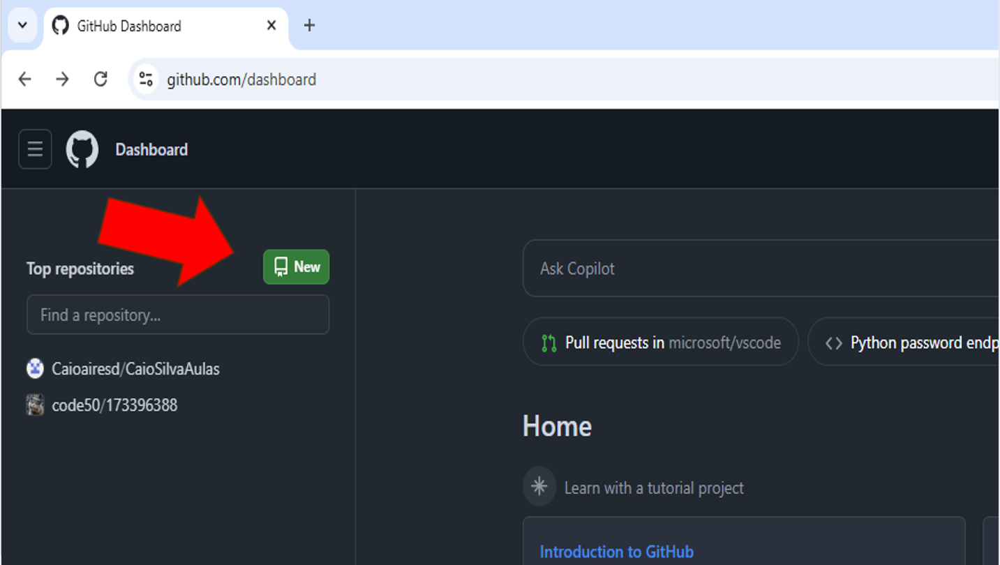 GitHub Dashboard
github.com/dashboard
Dashboard
Top repositories
New
Find a repository...
Caioairesd/CaioSilvaAulas
code50/173396388
Ask Copilot
Pull requests in microsoft/vscode
Python password endp
Home
Learn with a tutorial project
Introduction to GitHub